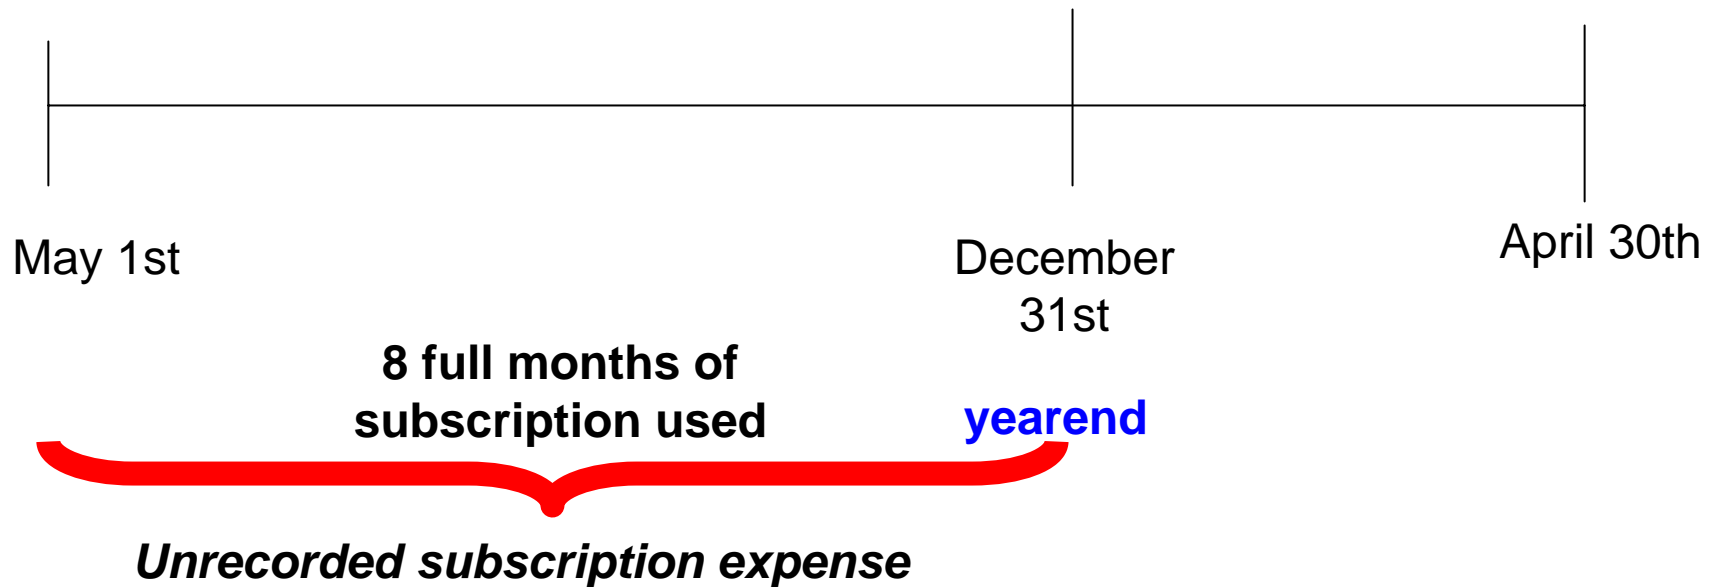 May 1st
December
31st
April 30th
8 full months of
subscription used
yearend
Unrecorded subscription expense